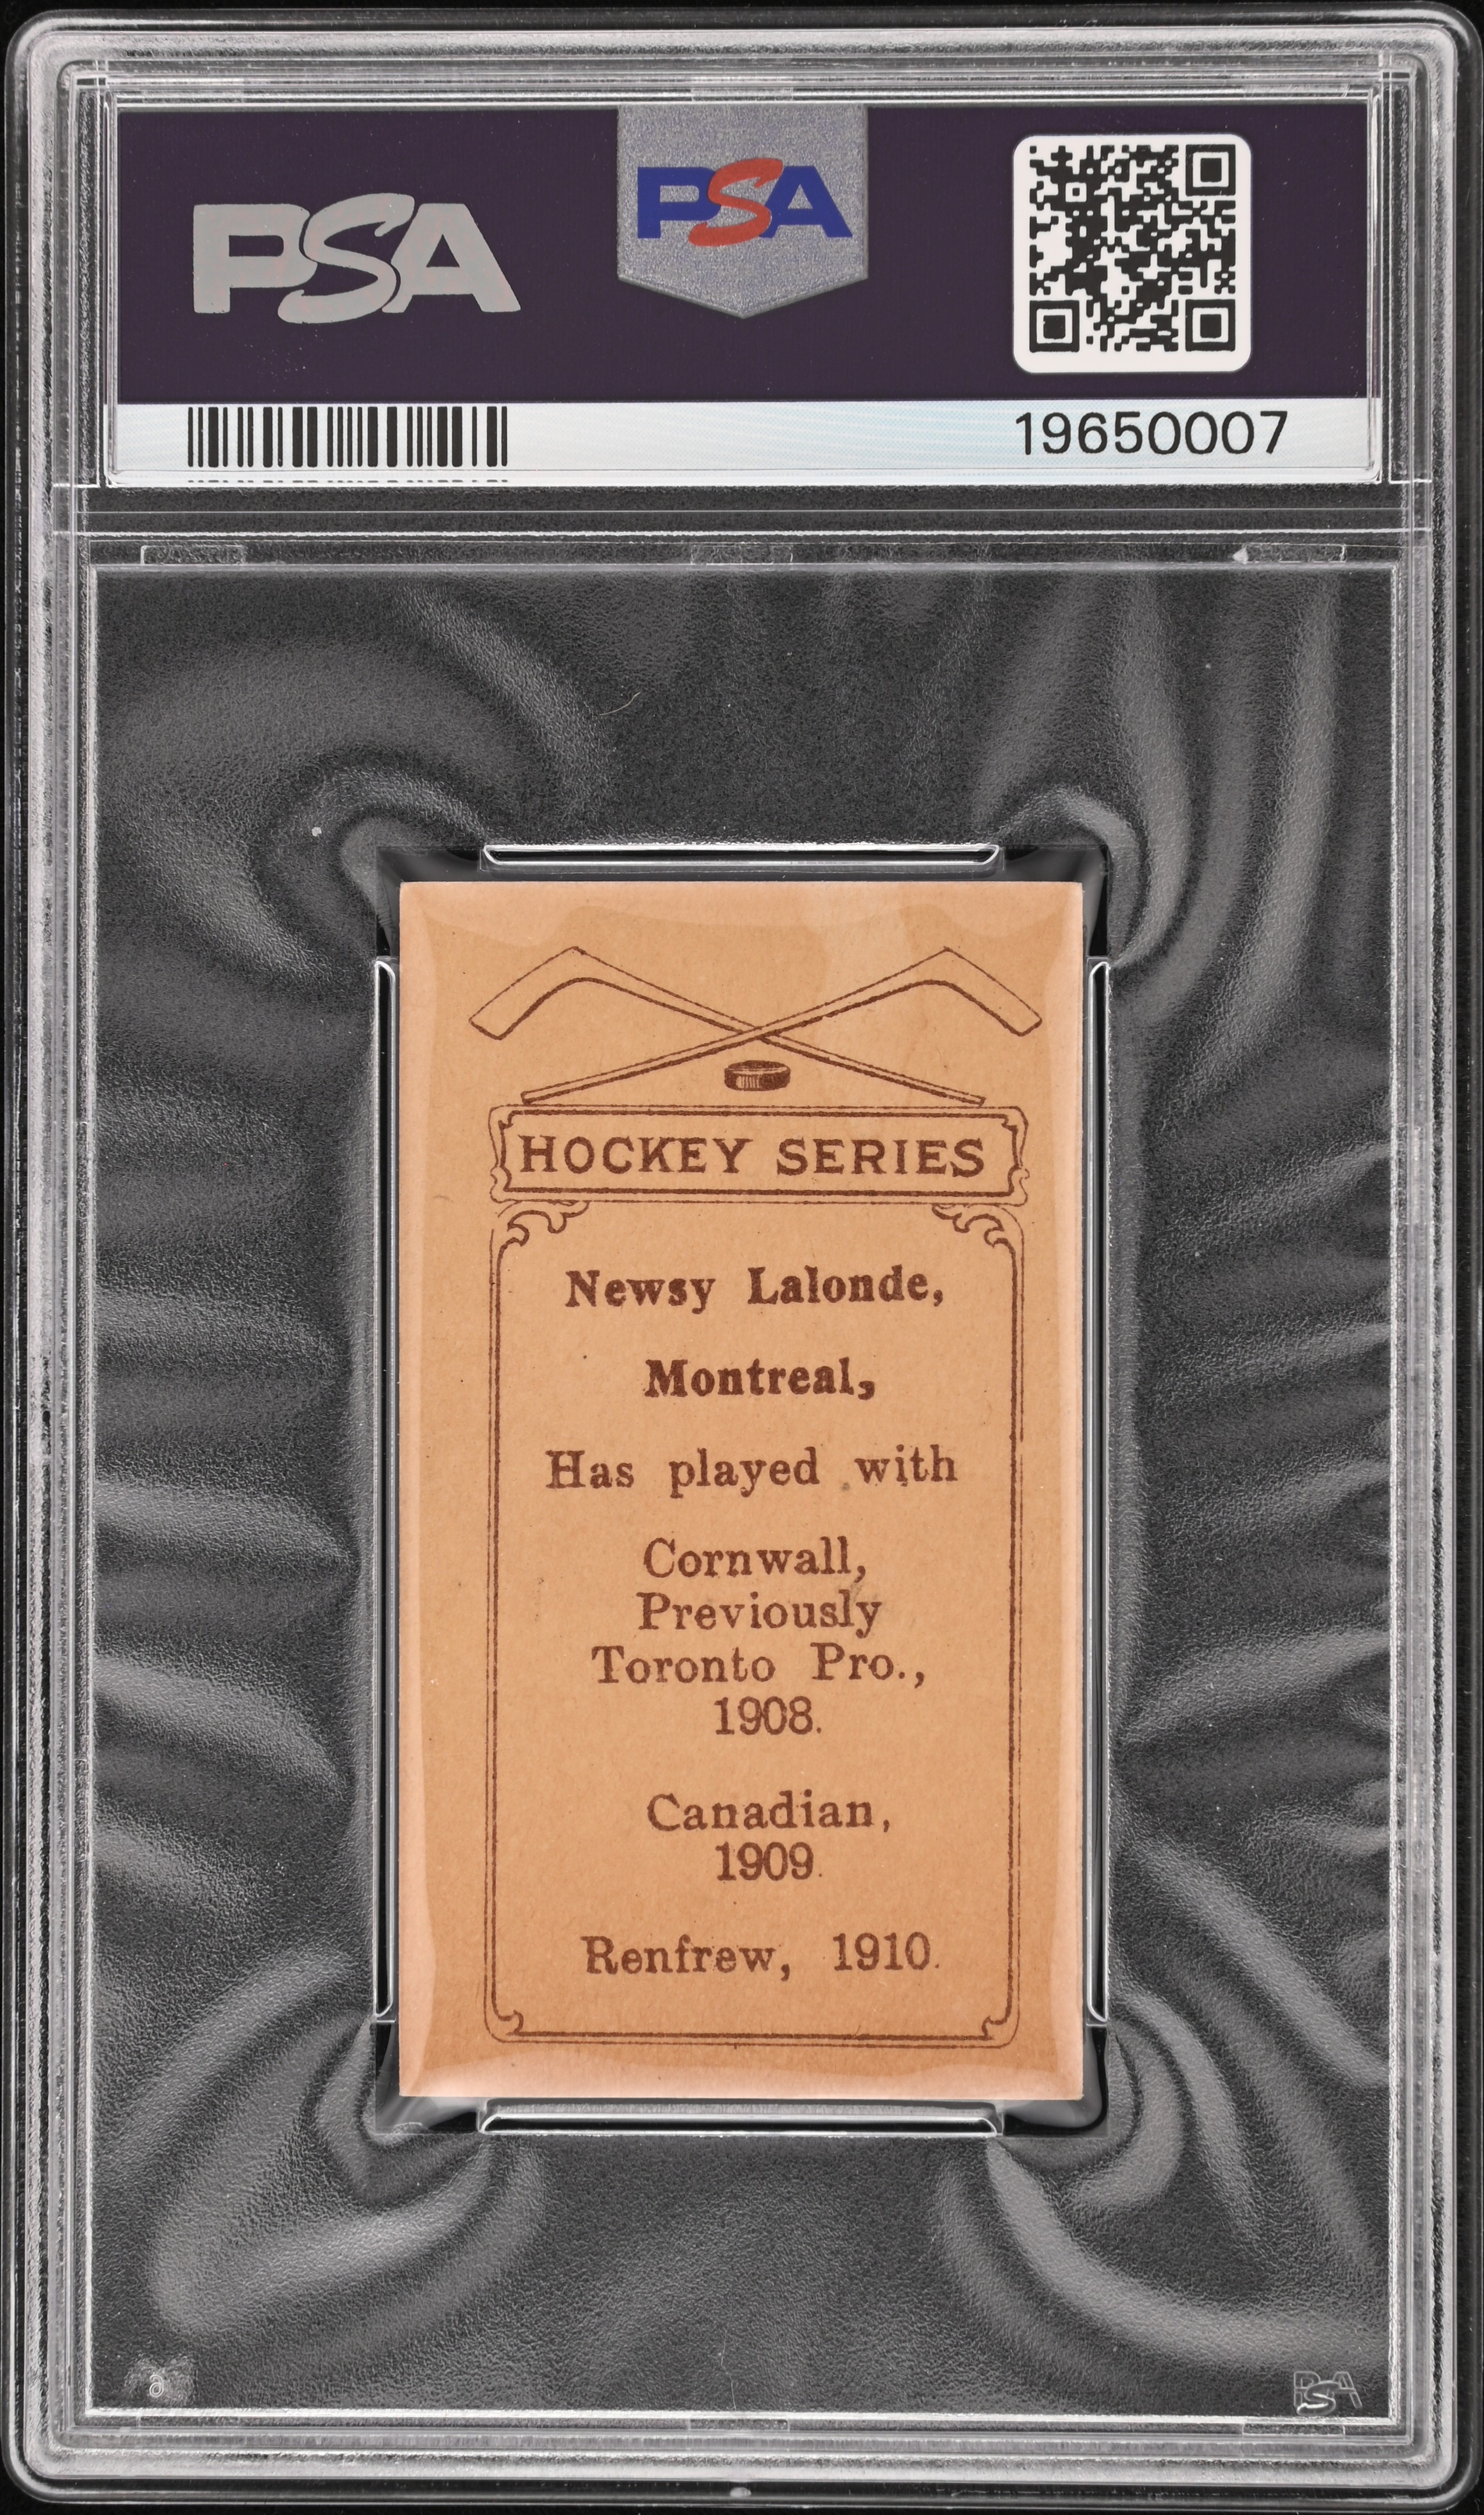 PSA
PSA
19650007
HOCKEY SERIES
Newsy Lalonde,
Montreal,
Has played with
Cornwall,
Previously
Toronto Pro.,
1908.
Canadian,
1909.
Renfrew, 1910.
PSA